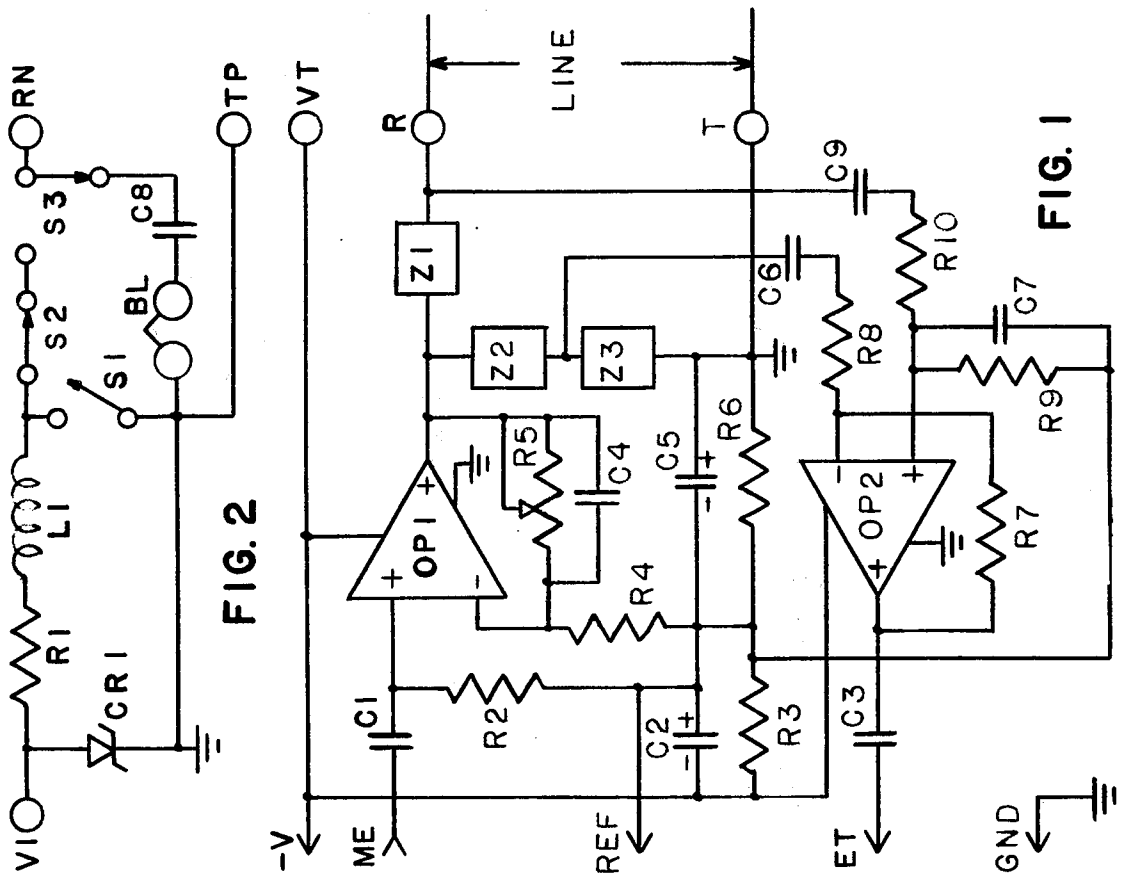 VI
CR1
R1
L1
S1
S2
S3
BL
C8
RN
TP
FIG. 2
-V
VT
ME
C1
+
-
OP1
+
R5
C4
R4
R2
REF
Z1
R
LINE
Z2
Z3
T
C2
- +
C5
- +
R6
R3
C6
C9
R8
R10
-
+
OP2
+
R7
R9
C7
ET
C3
GND
FIG. 1